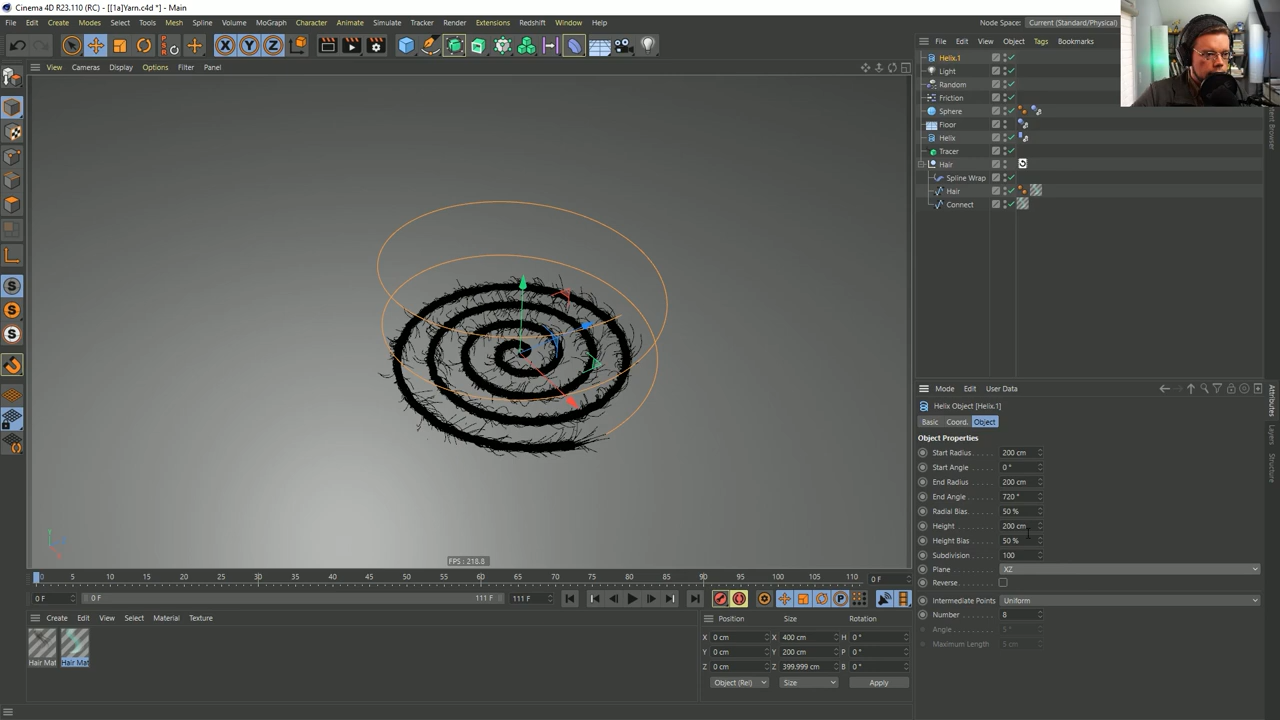 Cinema 4D R23.110 (RC) - [[1a]Yarn.c4d *] - Main
File Edit Create Modes Select Tools Mesh Spline Volume MoGraph Character Animate Simulate Tracker Render Extensions Redshift Window Help
Node Space: Current (Standard/Physical)
View Cameras Display Options Filter Panel
File Edit View Object Tags Bookmarks
Helix.1
Light
Random
Friction
Sphere
Floor
Helix
Tracer
Hair
Spline Wrap
Hair
Connect
Content Browser
Mode Edit User Data
Helix Object [Helix.1]
Basic Coord. Object
Object Properties
Start Radius 200 cm
Start Angle 0 °
End Radius 200 cm
End Angle 720 °
Radial Bias 50 %
Height 200 cm
Height Bias 50 %
Subdivision 100
Plane XZ
Reverse
Intermediate Points Uniform
Number 8
Angle 5 °
Maximum Length 5 cm
Attributes
Layers
Structure
Y
FPS : 218.8
0 5 10 15 20 25 30 35 40 45 50 55 60 65 70 75 80 85 90 95 100 105 110 0 F
0 F 0 F 111 F 111 F
Create Edit View Select Material Texture
Hair Mat Hair Mat
Position Size Rotation
X 0 cm X 400 cm H 0 °
Y 0 cm Y 200 cm P 0 °
Z 0 cm Z 399.999 cm B 0 °
Object (Rel) Size Apply